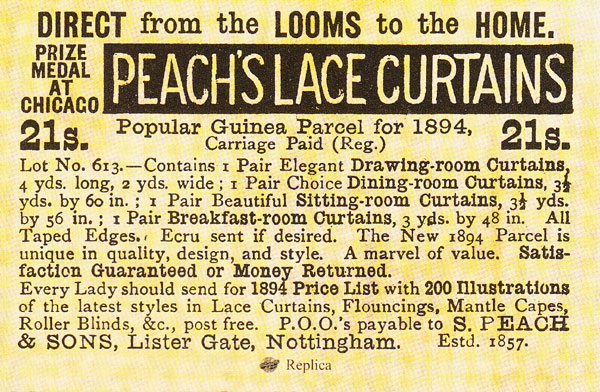 DIRECT from the LOOMS to the HOME.
PRIZE
MEDAL
AT
CHICAGO
PEACH'S LACE CURTAINS
21s.
Popular Guinea Parcel for 1894,
Carriage Paid (Reg.)
21s.
Lot No. 613.—Contains 1 Pair Elegant Drawing-room Curtains,
4 yds. long, 2 yds. wide; 1 Pair Choice Dining-room Curtains, 3½
yds. by 60 in.; 1 Pair Beautiful Sitting-room Curtains, 3½ yds.
by 56 in.; 1 Pair Breakfast-room Curtains, 3 yds. by 48 in. All
Taped Edges. Ecru sent if desired. The New 1894 Parcel is
unique in quality, design, and style. A marvel of value. Satis-
faction Guaranteed or Money Returned.
Every Lady should send for 1894 Price List with 200 Illustrations
of the latest styles in Lace Curtains, Flouncings, Mantle Capes,
Roller Blinds, &c., post free. P.O.O.'s payable to S. PEACH
& SONS, Lister Gate, Nottingham. Estd. 1857.
Replica